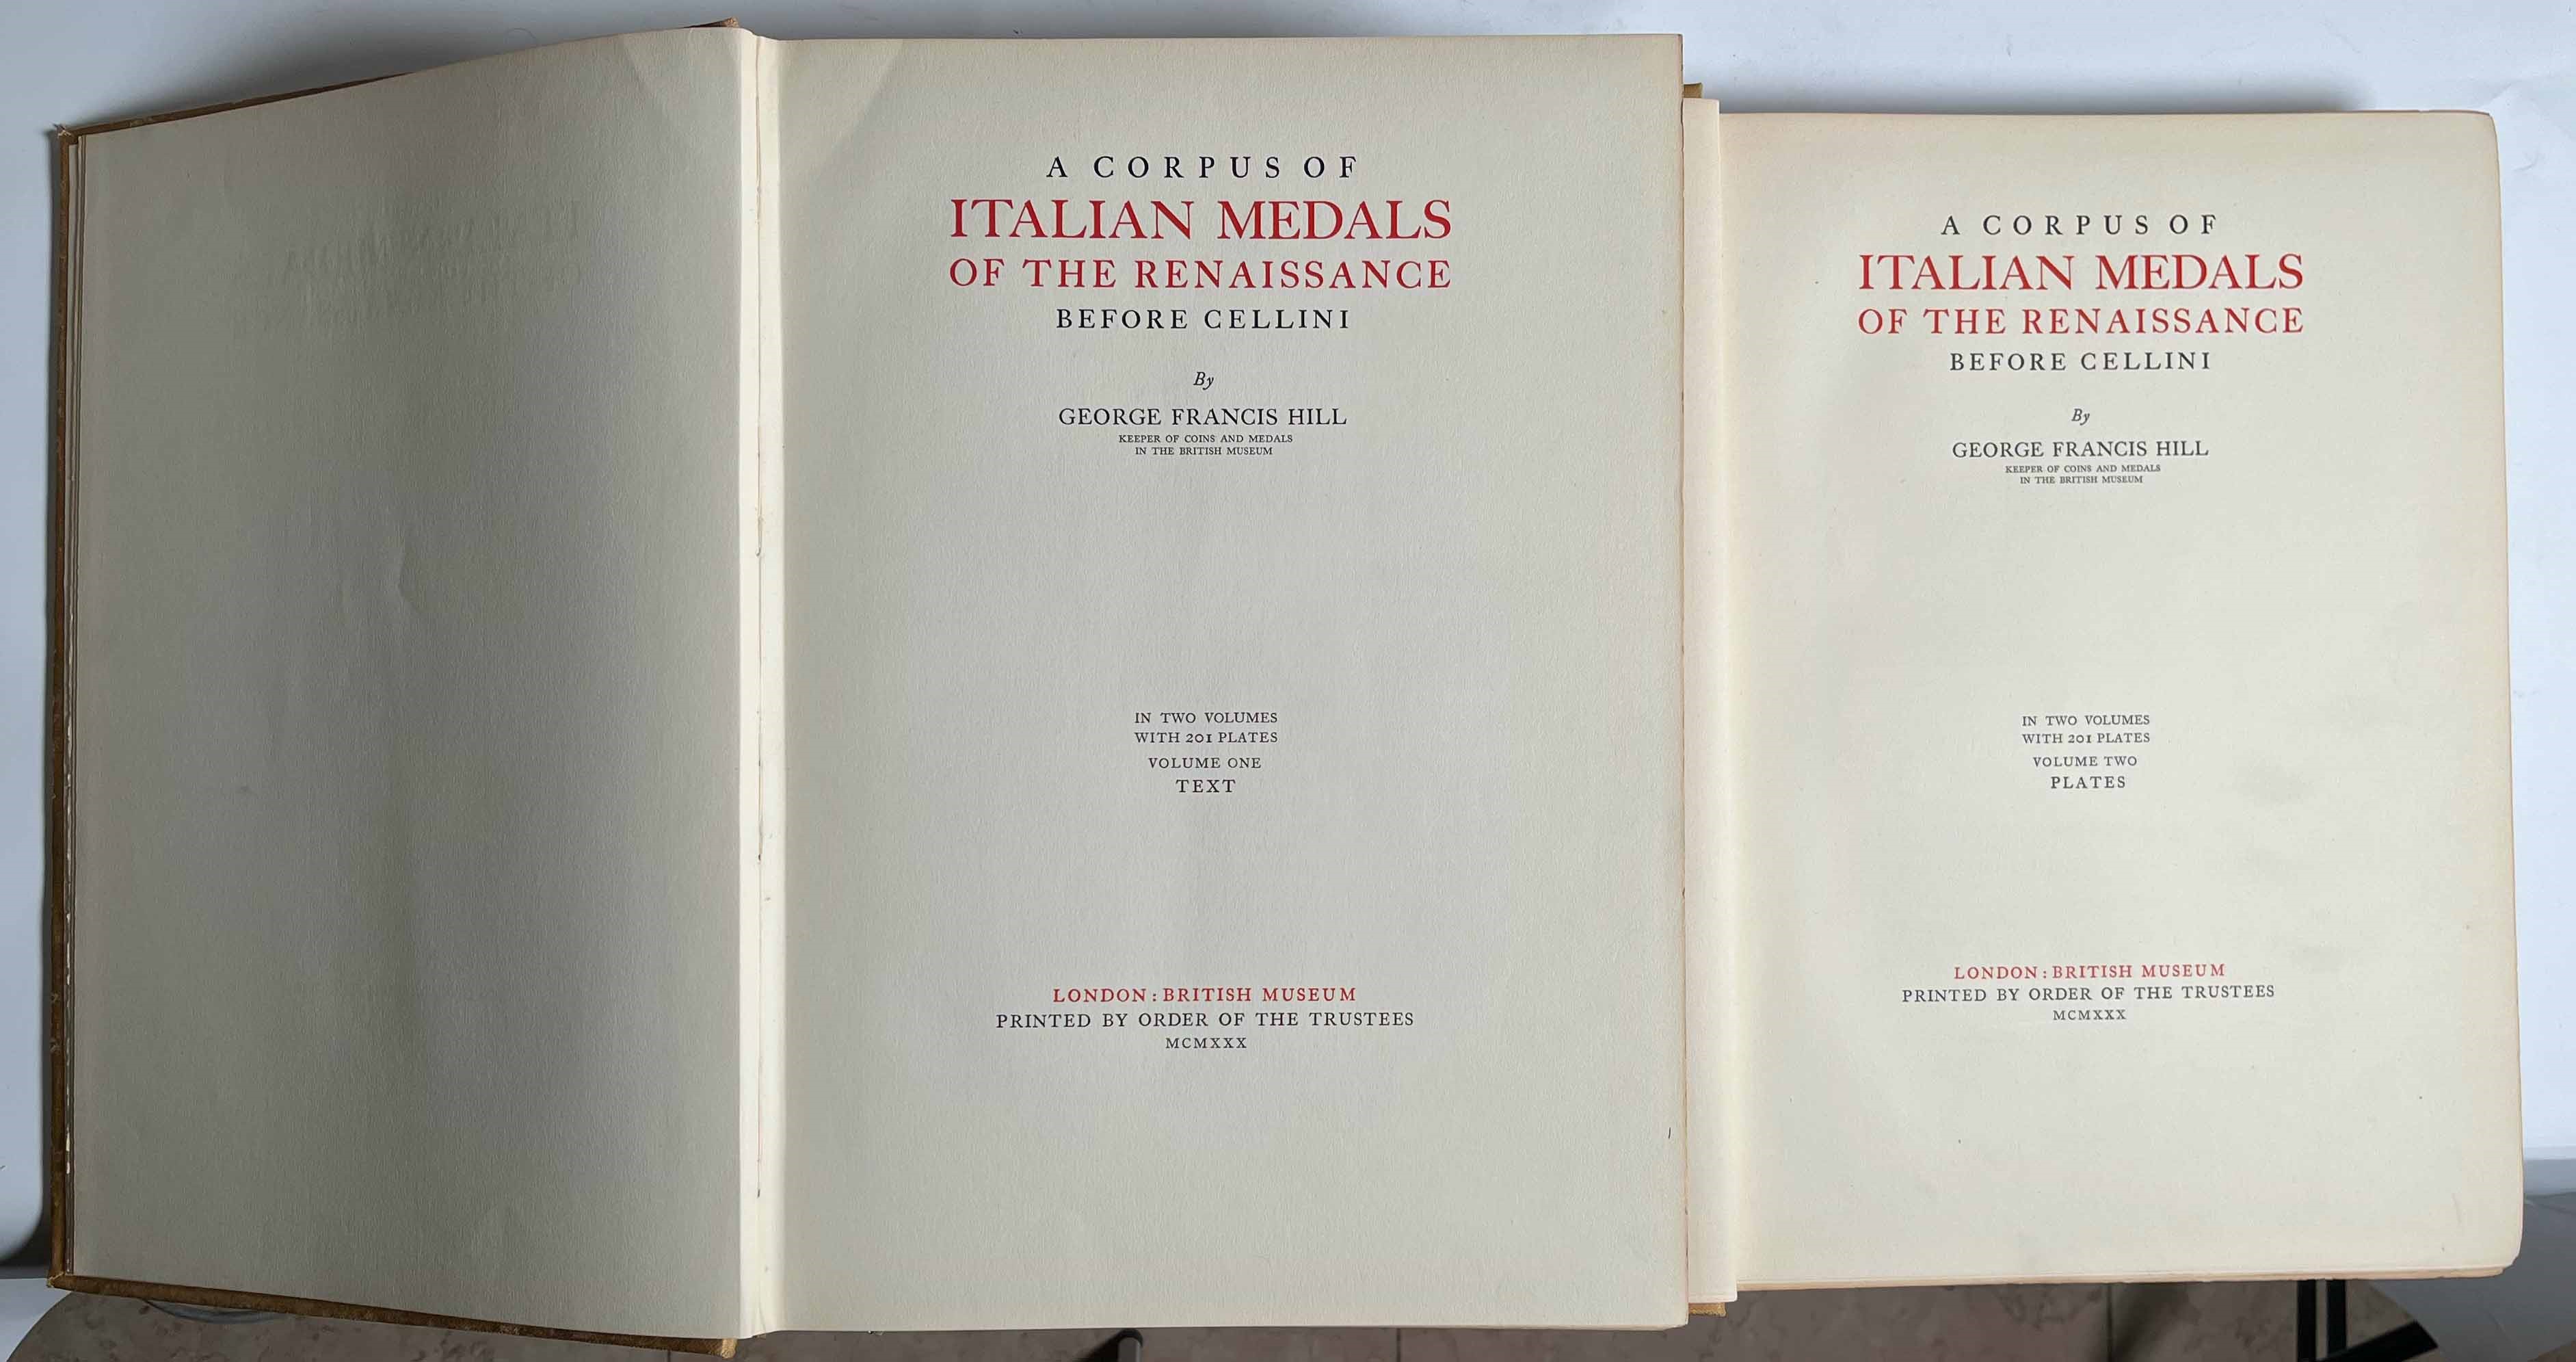 A CORPUS OF
ITALIAN MEDALS
OF THE RENAISSANCE
BEFORE CELLINI
By
GEORGE FRANCIS HILL
KEEPER OF COINS AND MEDALS
IN THE BRITISH MUSEUM
IN TWO VOLUMES
WITH 201 PLATES
VOLUME ONE
TEXT
LONDON : BRITISH MUSEUM
PRINTED BY ORDER OF THE TRUSTEES
MCMXXX
A CORPUS OF
ITALIAN MEDALS
OF THE RENAISSANCE
BEFORE CELLINI
By
GEORGE FRANCIS HILL
KEEPER OF COINS AND MEDALS
IN THE BRITISH MUSEUM
IN TWO VOLUMES
WITH 201 PLATES
VOLUME TWO
PLATES
LONDON : BRITISH MUSEUM
PRINTED BY ORDER OF THE TRUSTEES
MCMXXX